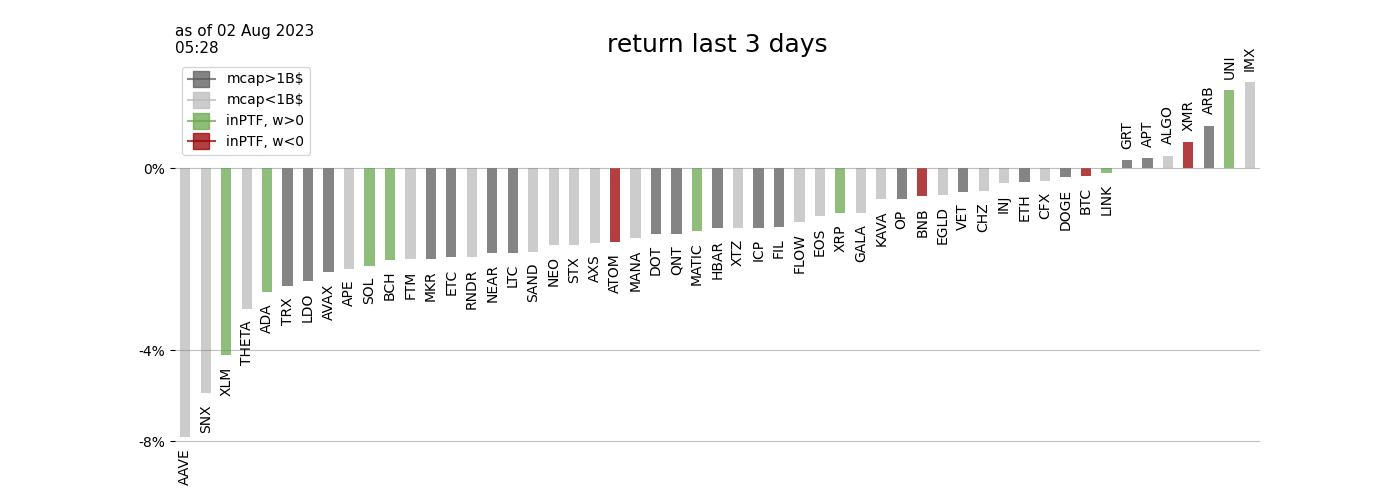 as of 02 Aug 2023
05:28
return last 3 days
mcap>1B$
mcap<1B$
inPTF, w>0
inPTF, w<0
0%
-4%
-8%
AAVE
SNX
XLM
THETA
ADA
TRX
LDO
AVAX
APE
SOL
BCH
FTM
MKR
ETC
RNDR
NEAR
LTC
SAND
NEO
STX
AXS
ATOM
MANA
DOT
QNT
MATIC
HBAR
XTZ
ICP
FIL
FLOW
EOS
XRP
GALA
KAVA
OP
BNB
EGLD
VET
CHZ
INJ
ETH
CFX
DOGE
BTC
LINK
GRT
APT
ALGO
XMR
ARB
UNI
IMX